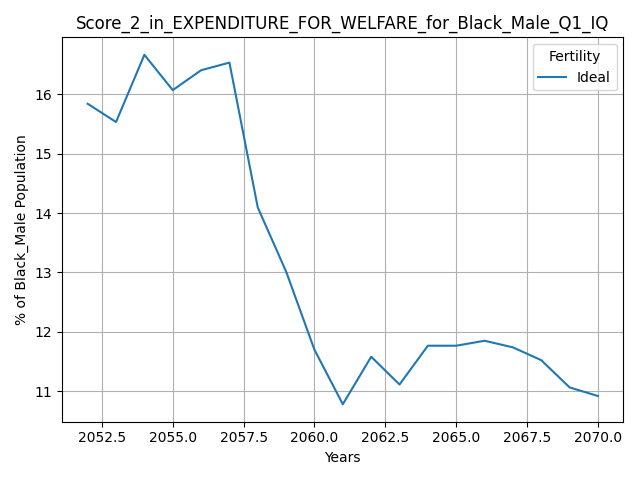 Score_2_in_EXPENDITURE_FOR_WELFARE_for_Black_Male_Q1_IQ
Fertility
Ideal
% of Black_Male Population
16
15
14
13
12
11
2052.5 2055.0 2057.5 2060.0 2062.5 2065.0 2067.5 2070.0
Years